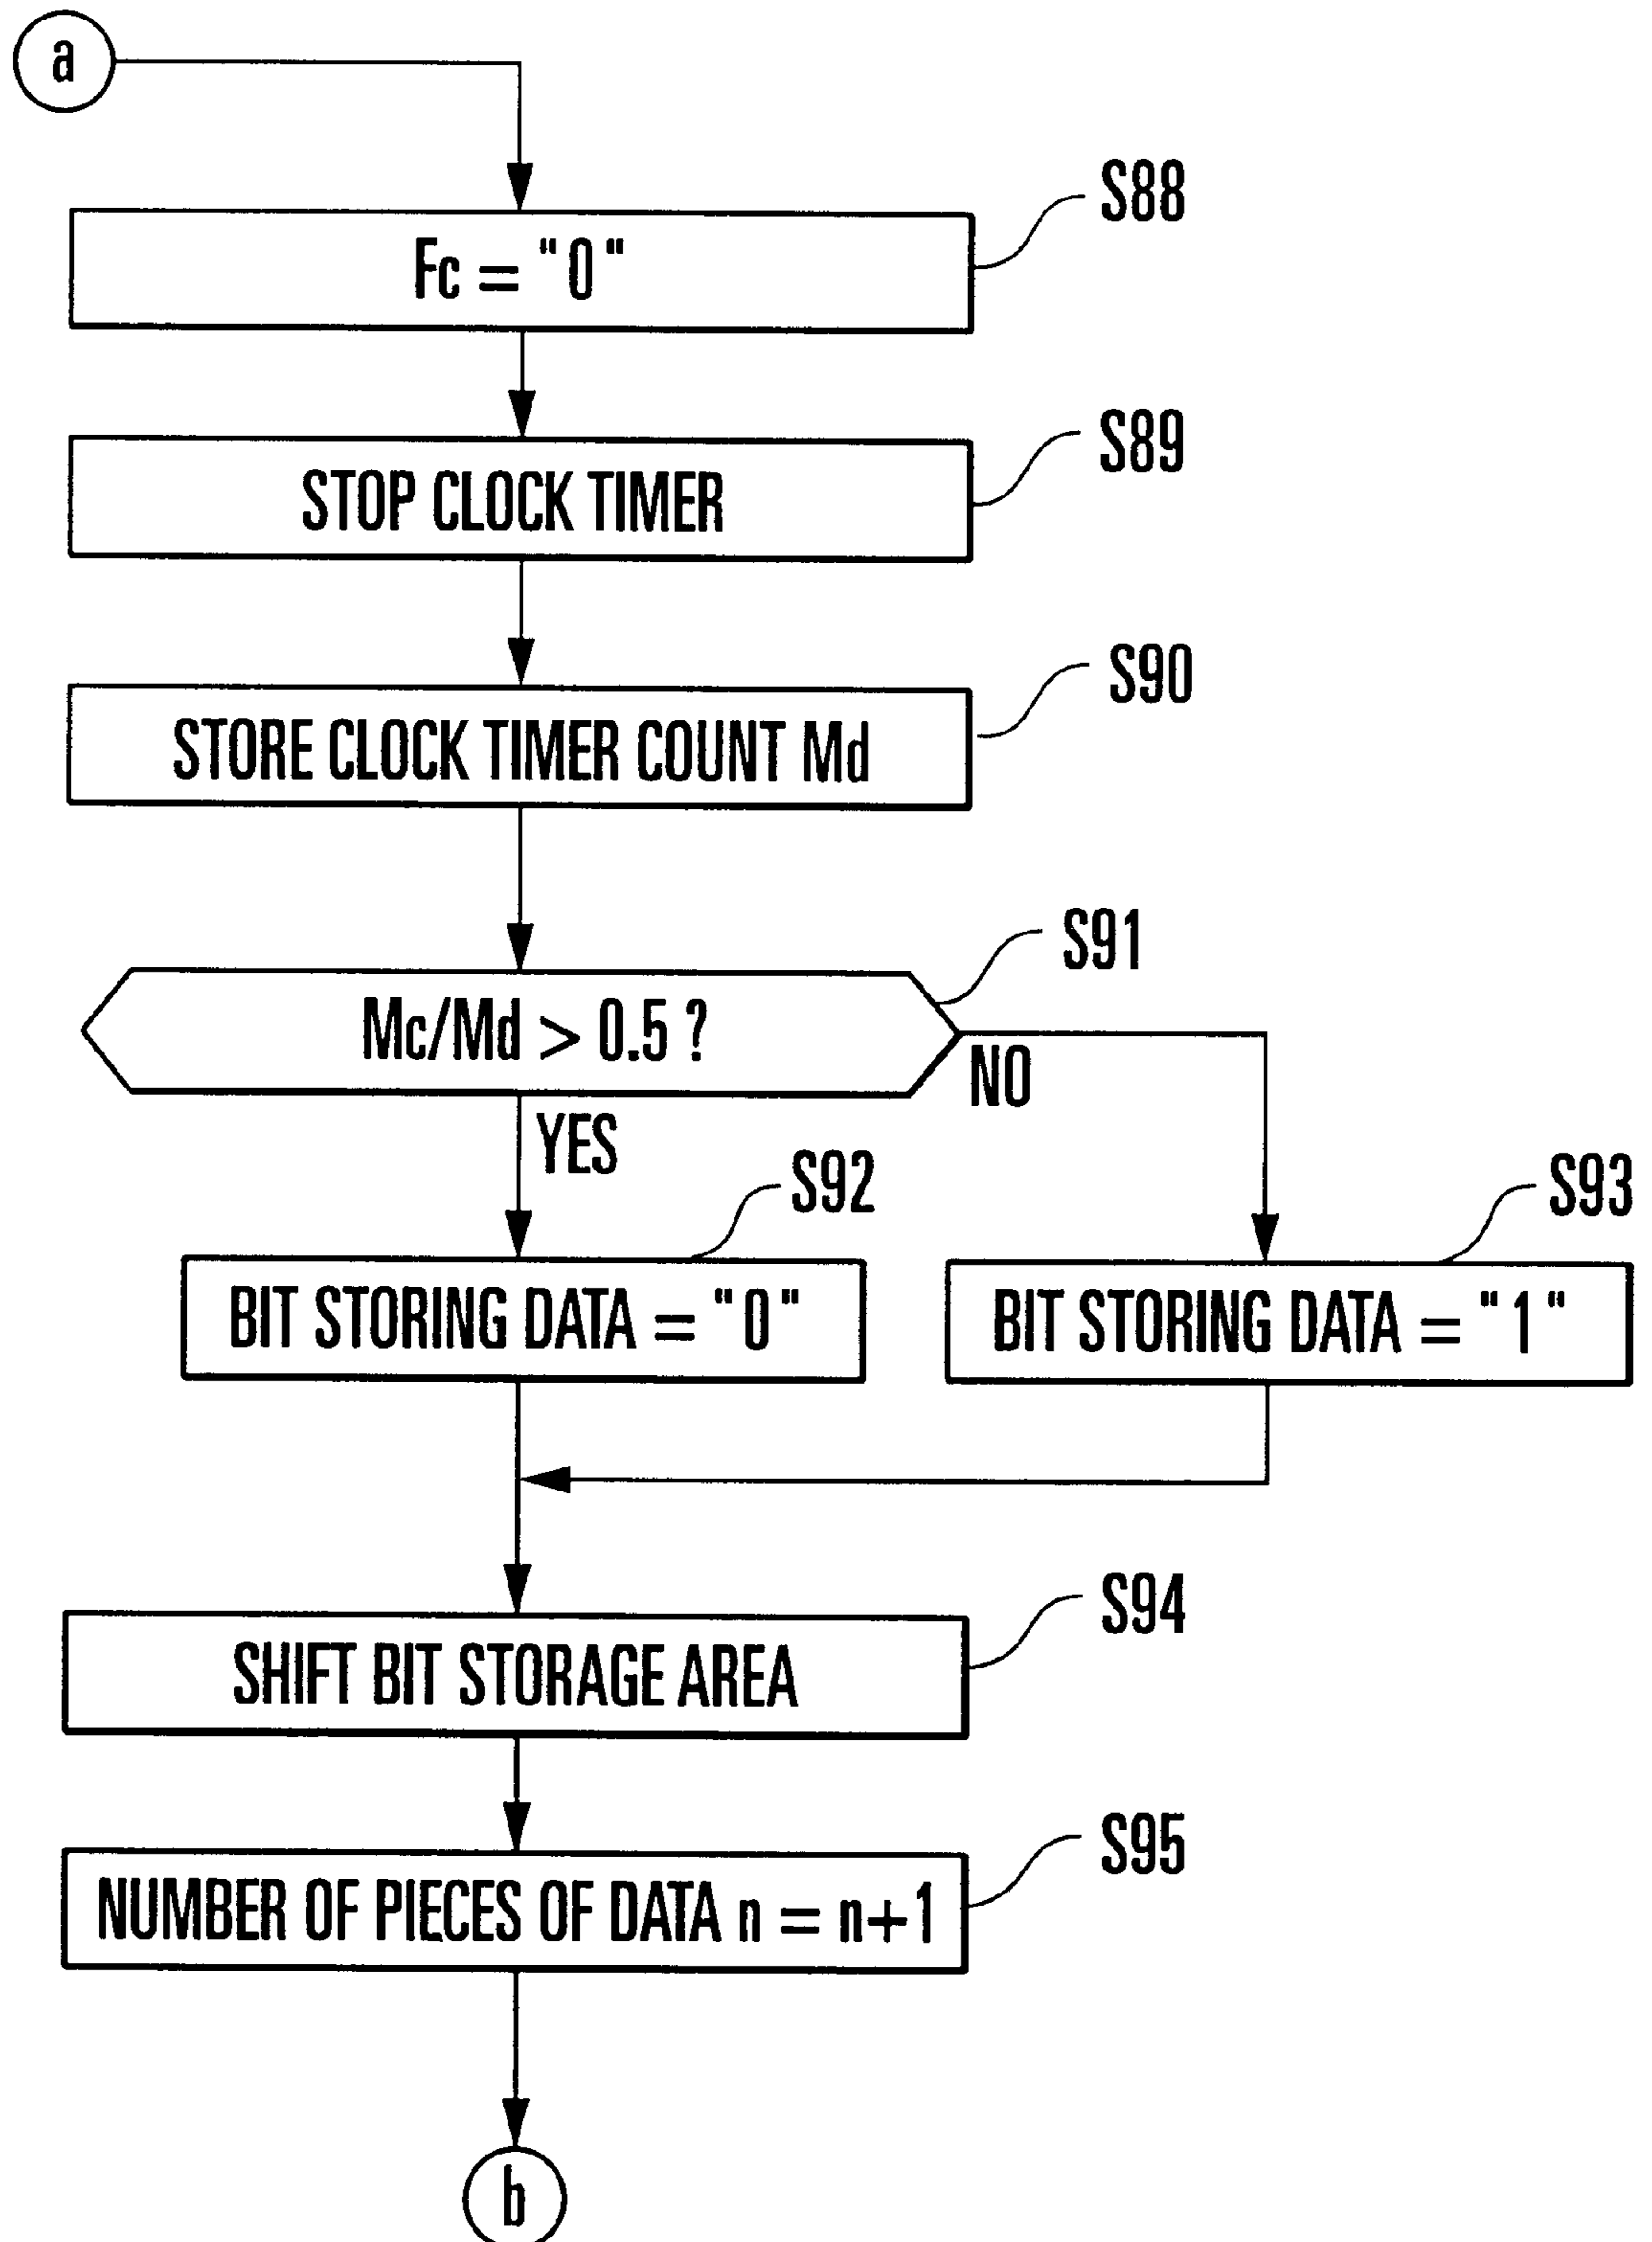 a
S88
Fc = "0"
S89
STOP CLOCK TIMER
S90
STORE CLOCK TIMER COUNT Md
S91
Mc/Md > 0.5 ?
NO
YES
S92
S93
BIT STORING DATA = "0"
BIT STORING DATA = "1"
S94
SHIFT BIT STORAGE AREA
S95
NUMBER OF PIECES OF DATA n = n+1
b